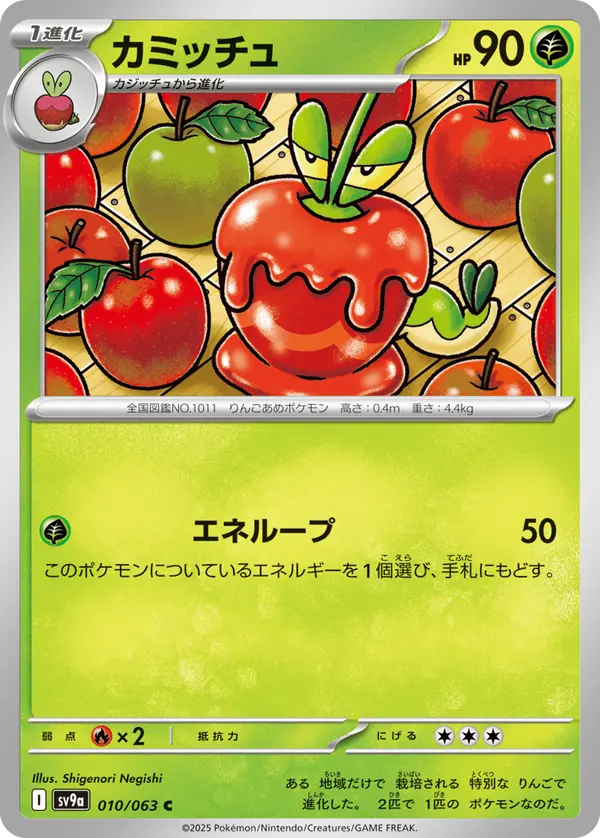 1進化
カミッチュ
HP 90
カジッチュから進化
全国図鑑NO.1011 りんごあめポケモン 高さ:0.4m 重さ:4.4kg
エネループ 50
このポケモンについているエネルギーを1個選び、手札にもどす。
弱点 ×2 抵抗力 にげる
Illus. Shigenori Negishi
I sv9a 010/063 C
ある 地域だけで 栽培される 特別な りんごで
進化した。 2匹で 1匹の ポケモンなのだ。
©2025 Pokémon/Nintendo/Creatures/GAME FREAK.